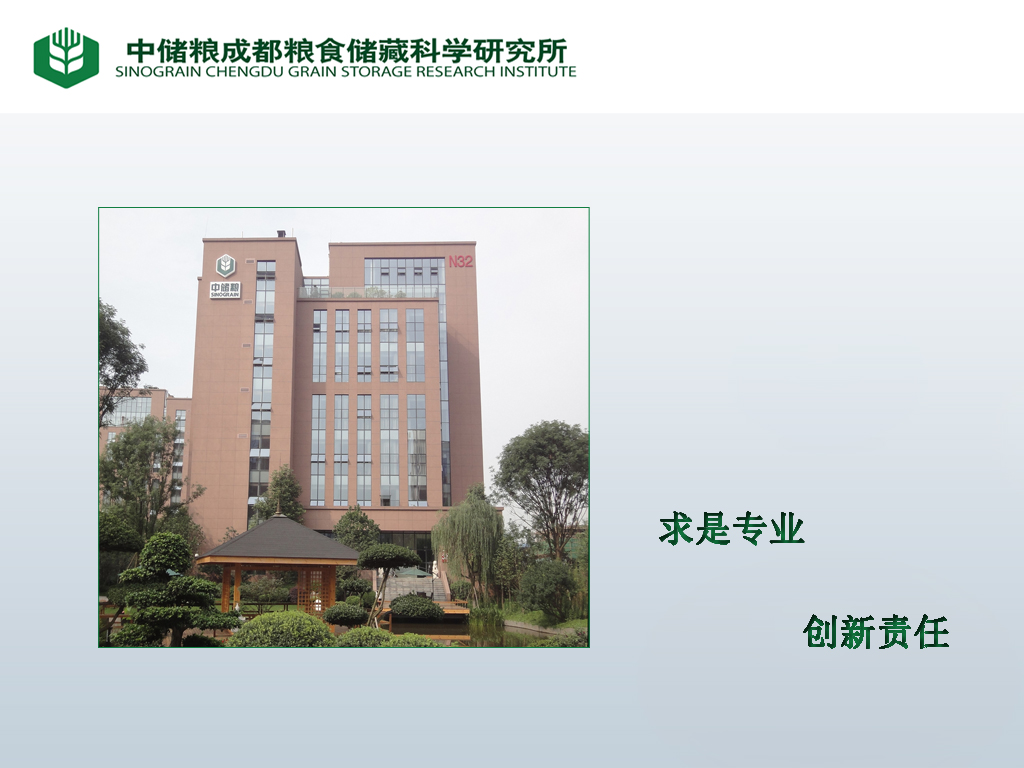 中储粮成都粮食储藏科学研究所
SINOGRAIN CHENGDU GRAIN STORAGE RESEARCH INSTITUTE
N32
中储粮
SINOGRAIN
求是专业
创新责任